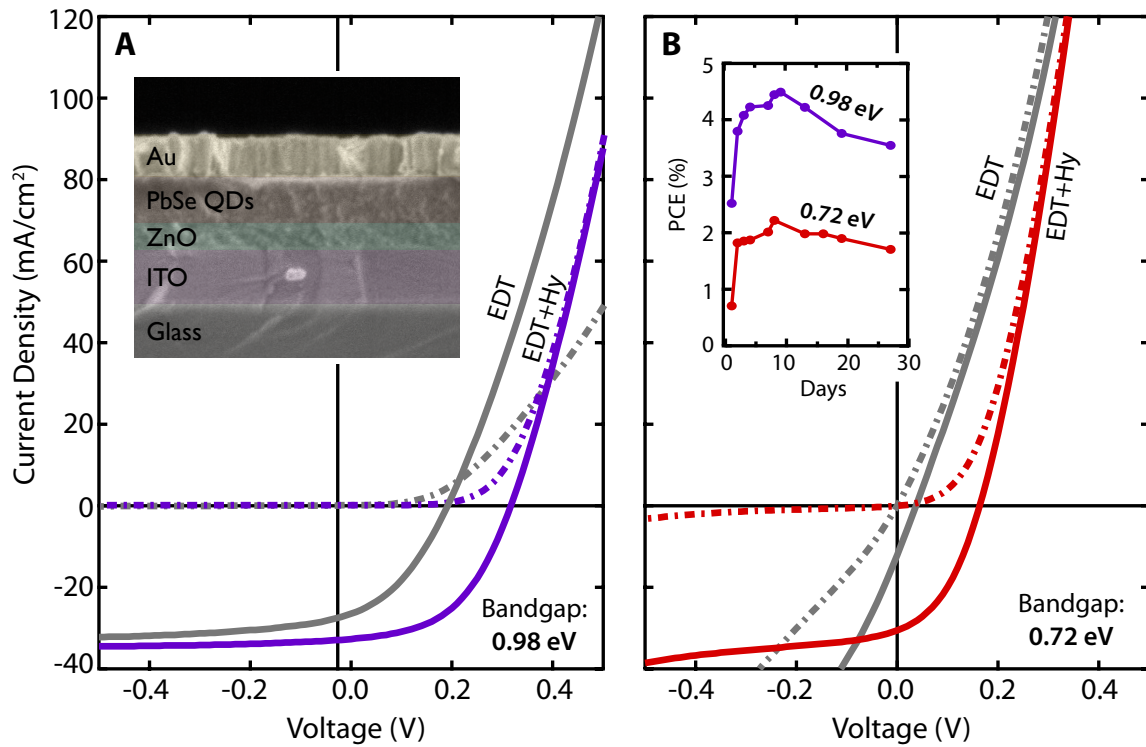 A
120
100
80
60
40
20
0
-20
-40
Current Density (mA/cm²)
Au
PbSe QDs
ZnO
ITO
Glass
EDT
EDT+Hy
Bandgap:
0.98 eV
-0.4
-0.2
0.0
0.2
0.4
Voltage (V)
B
5
4
3
2
1
0
PCE (%)
0.98 eV
0.72 eV
0
10
20
30
Days
EDT
EDT+Hy
Bandgap:
0.72 eV
-0.4
-0.2
0.0
0.2
0.4
Voltage (V)